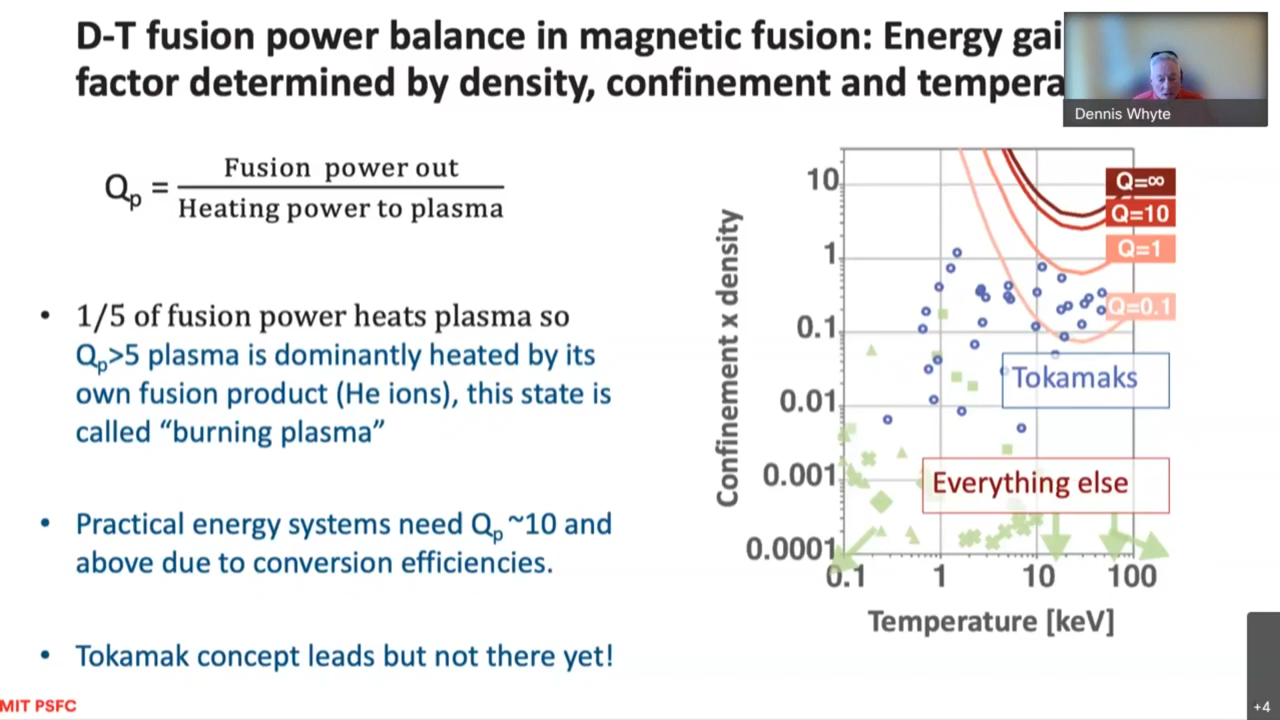 D-T fusion power balance in magnetic fusion: Energy gai
factor determined by density, confinement and tempera
Dennis Whyte
Qp = Fusion power out
Heating power to plasma
• 1/5 of fusion power heats plasma so
Qp>5 plasma is dominantly heated by its
own fusion product (He ions), this state is
called “burning plasma”
• Practical energy systems need Qp ~10 and
above due to conversion efficiencies.
• Tokamak concept leads but not there yet!
MIT PSFC
Confinement x density
10
1
0.1
0.01
0.001
0.0001
Q=∞
Q=10
Q=1
Q=0.1
Tokamaks
Everything else
0.1 1 10 100
Temperature [keV]
+4